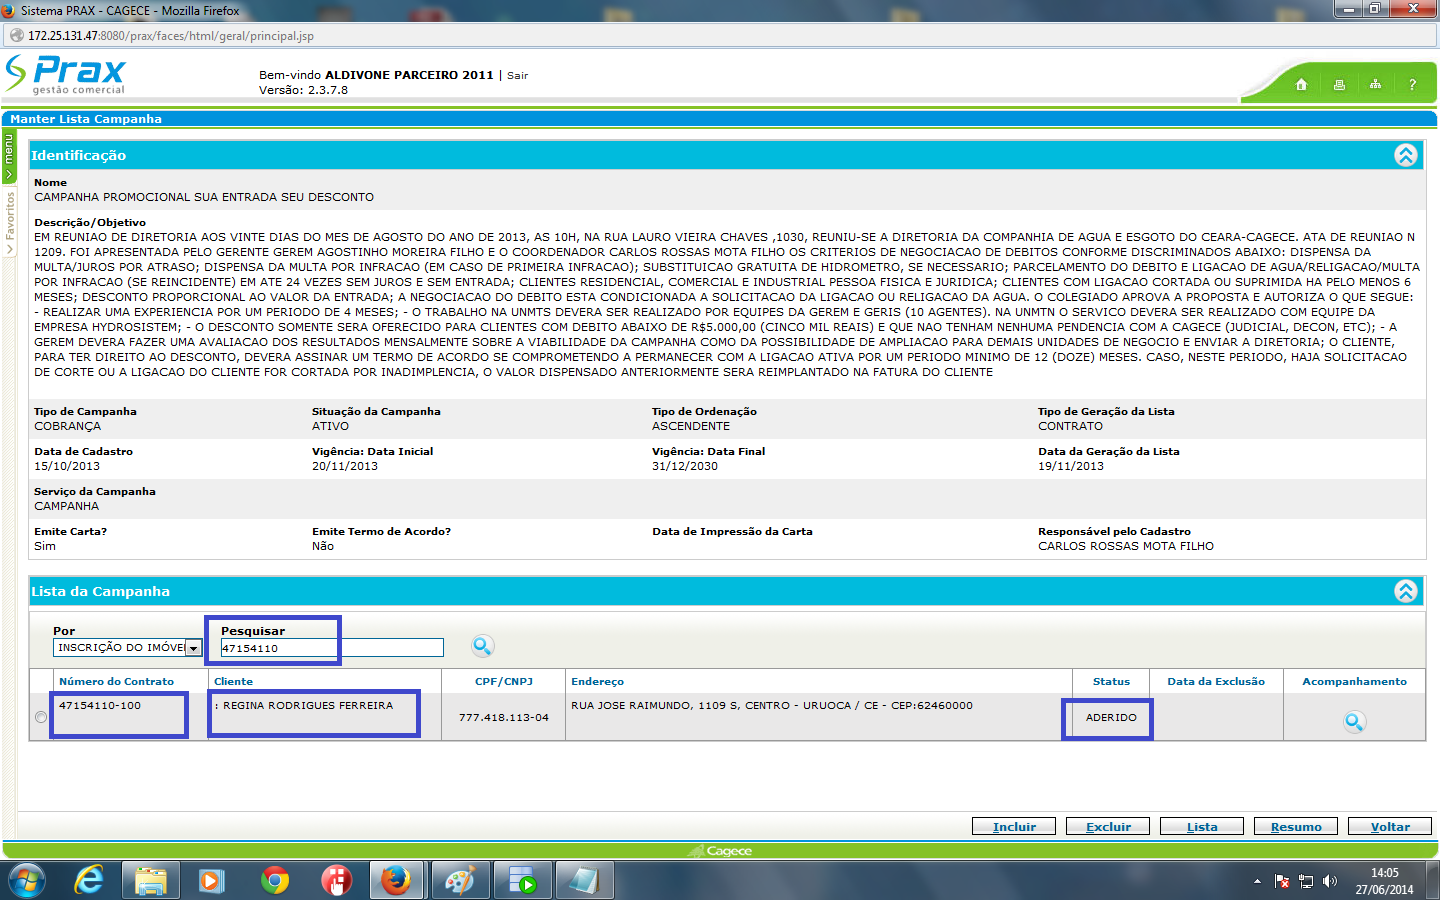 Sistema PRAX - CAGECE - Mozilla Firefox
172.25.131.47:8080/prax/faces/html/geral/principal.jsp
Prax
gestão comercial
Bem-vindo ALDIVONE PARCEIRO 2011 | Sair
Versão: 2.3.7.8
?
Manter Lista Campanha
menu
Favoritos
Identificação
Nome
CAMPANHA PROMOCIONAL SUA ENTRADA SEU DESCONTO
Descrição/Objetivo
EM REUNIAO DE DIRETORIA AOS VINTE DIAS DO MES DE AGOSTO DO ANO DE 2013, AS 10H, NA RUA LAURO VIEIRA CHAVES ,1030, REUNIU-SE A DIRETORIA DA COMPANHIA DE AGUA E ESGOTO DO CEARA-CAGECE. ATA DE REUNIAO N
1209. FOI APRESENTADA PELO GERENTE GEREM AGOSTINHO MOREIRA FILHO E O COORDENADOR CARLOS ROSSAS MOTA FILHO OS CRITERIOS DE NEGOCIACAO DE DEBITOS CONFORME DISCRIMINADOS ABAIXO: DISPENSA DA
MULTA/JUROS POR ATRASO; DISPENSA DA MULTA POR INFRACAO (EM CASO DE PRIMEIRA INFRACAO); SUBSTITUICAO GRATUITA DE HIDROMETRO, SE NECESSARIO; PARCELAMENTO DO DEBITO E LIGACAO DE AGUA/RELIGACAO/MULTA
POR INFRACAO (SE REINCIDENTE) EM ATE 24 VEZES SEM JUROS E SEM ENTRADA; CLIENTES RESIDENCIAL, COMERCIAL E INDUSTRIAL PESSOA FISICA E JURIDICA; CLIENTES COM LIGACAO CORTADA OU SUPRIMIDA HA PELO MENOS 6
MESES; DESCONTO PROPORCIONAL AO VALOR DA ENTRADA; A NEGOCIACAO DO DEBITO ESTA CONDICIONADA A SOLICITACAO DA LIGACAO OU RELIGACAO DA AGUA. O COLEGIADO APROVA A PROPOSTA E AUTORIZA O QUE SEGUE:
- REALIZAR UMA EXPERIENCIA POR UM PERIODO DE 4 MESES; - O TRABALHO NA UNMTS DEVERA SER REALIZADO POR EQUIPES DA GEREM E GERIS (10 AGENTES). NA UNMTN O SERVICO DEVERA SER REALIZADO COM EQUIPE DA
EMPRESA HYDROSISTEM; - O DESCONTO SOMENTE SERA OFERECIDO PARA CLIENTES COM DEBITO ABAIXO DE R$5.000,00 (CINCO MIL REAIS) E QUE NAO TENHAM NENHUMA PENDENCIA COM A CAGECE (JUDICIAL, DECON, ETC); - A
GEREM DEVERA FAZER UMA AVALIACAO DOS RESULTADOS MENSALMENTE SOBRE A VIABILIDADE DA CAMPANHA COMO DA POSSIBILIDADE DE AMPLIACAO PARA DEMAIS UNIDADES DE NEGOCIO E ENVIAR A DIRETORIA; O CLIENTE,
PARA TER DIREITO AO DESCONTO, DEVERA ASSINAR UM TERMO DE ACORDO SE COMPROMETENDO A PERMANECER COM A LIGACAO ATIVA POR UM PERIODO MINIMO DE 12 (DOZE) MESES. CASO, NESTE PERIODO, HAJA SOLICITACAO
DE CORTE OU A LIGACAO DO CLIENTE FOR CORTADA POR INADIMPLENCIA, O VALOR DISPENSADO ANTERIORMENTE SERA REIMPLANTADO NA FATURA DO CLIENTE
Tipo de Campanha Situação da Campanha Tipo de Ordenação Tipo de Geração da Lista
COBRANÇA ATIVO ASCENDENTE CONTRATO
Data de Cadastro Vigência: Data Inicial Vigência: Data Final Data da Geração da Lista
15/10/2013 20/11/2013 31/12/2030 19/11/2013
Serviço da Campanha
CAMPANHA
Emite Carta? Emite Termo de Acordo? Data de Impressão da Carta Responsável pelo Cadastro
Sim Não CARLOS ROSSAS MOTA FILHO
Lista da Campanha
Por Pesquisar
INSCRIÇÃO DO IMÓVE 47154110
Número do Contrato Cliente CPF/CNPJ Endereço Status Data da Exclusão Acompanhamento
47154110-100 : REGINA RODRIGUES FERREIRA 777.418.113-04 RUA JOSE RAIMUNDO, 1109 S, CENTRO - URUOCA / CE - CEP:62460000 ADERIDO
Incluir Excluir Lista Resumo Voltar
Cagece
14:05
27/06/2014